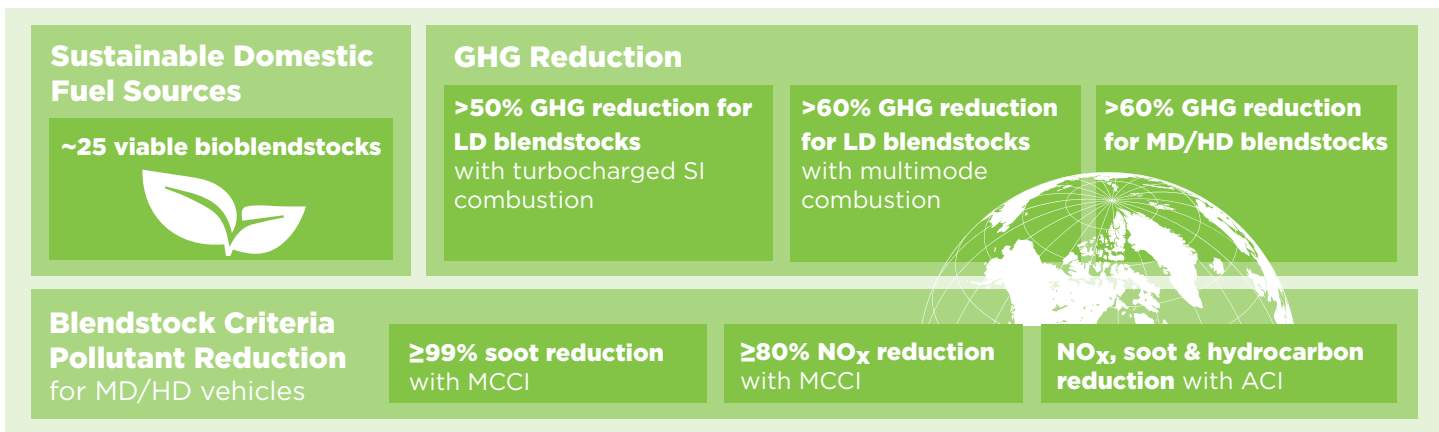 Sustainable Domestic
Fuel Sources
~25 viable bioblendstocks
GHG Reduction
>50% GHG reduction for
LD blendstocks
with turbocharged SI
combustion
>60% GHG reduction
for LD blendstocks
with multimode
combustion
>60% GHG reduction
for MD/HD blendstocks
Blendstock Criteria
Pollutant Reduction
for MD/HD vehicles
≥99% soot reduction
with MCCI
≥80% NOX reduction
with MCCI
NOX, soot & hydrocarbon
reduction with ACI